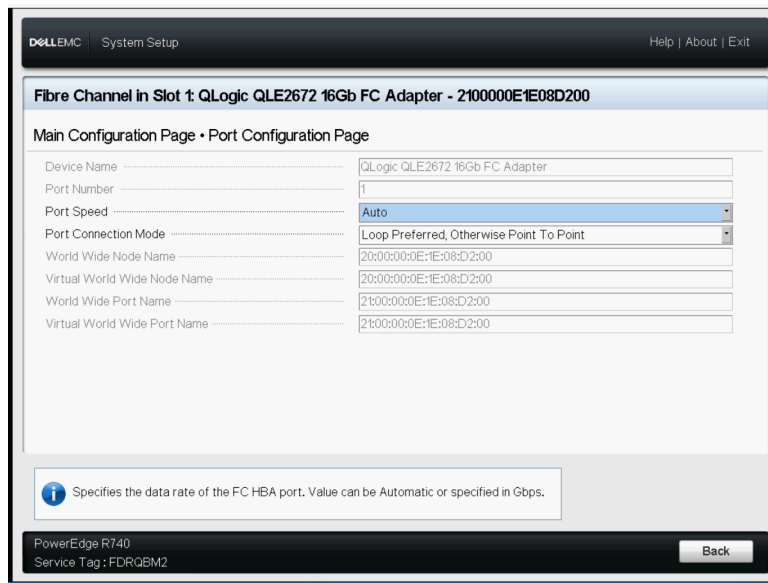 DELLEMC System Setup Help | About | Exit
Fibre Channel in Slot 1: QLogic QLE2672 16Gb FC Adapter - 2100000E1E08D200
Main Configuration Page • Port Configuration Page
Device Name QLogic QLE2672 16Gb FC Adapter
Port Number 1
Port Speed Auto
Port Connection Mode Loop Preferred, Otherwise Point To Point
World Wide Node Name 20:00:00:0E:1E:08:D2:00
Virtual World Wide Node Name 20:00:00:0E:1E:08:D2:00
World Wide Port Name 21:00:00:0E:1E:08:D2:00
Virtual World Wide Port Name 21:00:00:0E:1E:08:D2:00
Specifies the data rate of the FC HBA port. Value can be Automatic or specified in Gbps.
PowerEdge R740
Service Tag : FDRQBM2
Back